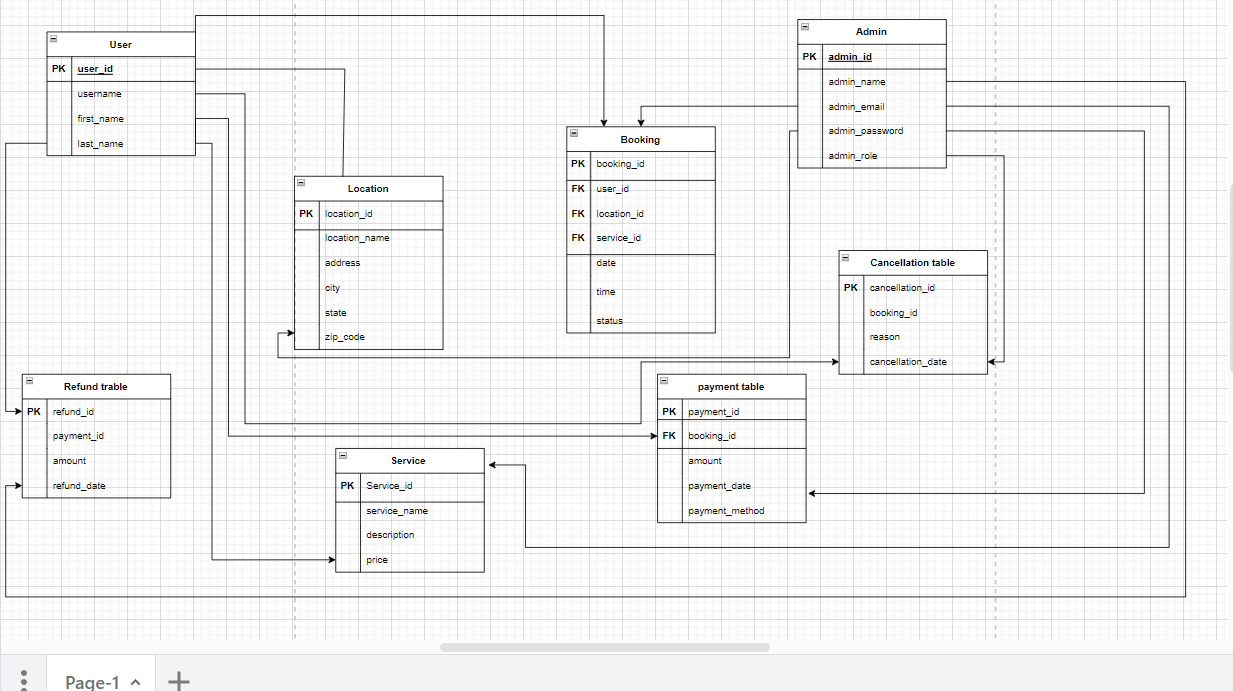 User
PK user_id
username
first_name
last_name
Admin
PK admin_id
admin_name
admin_email
admin_password
admin_role
Booking
PK booking_id
FK user_id
FK location_id
FK service_id
date
time
status
Location
PK location_id
location_name
address
city
state
zip_code
Cancellation table
PK cancellation_id
booking_id
reason
cancellation_date
Refund trable
PK refund_id
payment_id
amount
refund_date
payment table
PK payment_id
FK booking_id
amount
payment_date
payment_method
Service
PK Service_id
service_name
description
price
Page-1